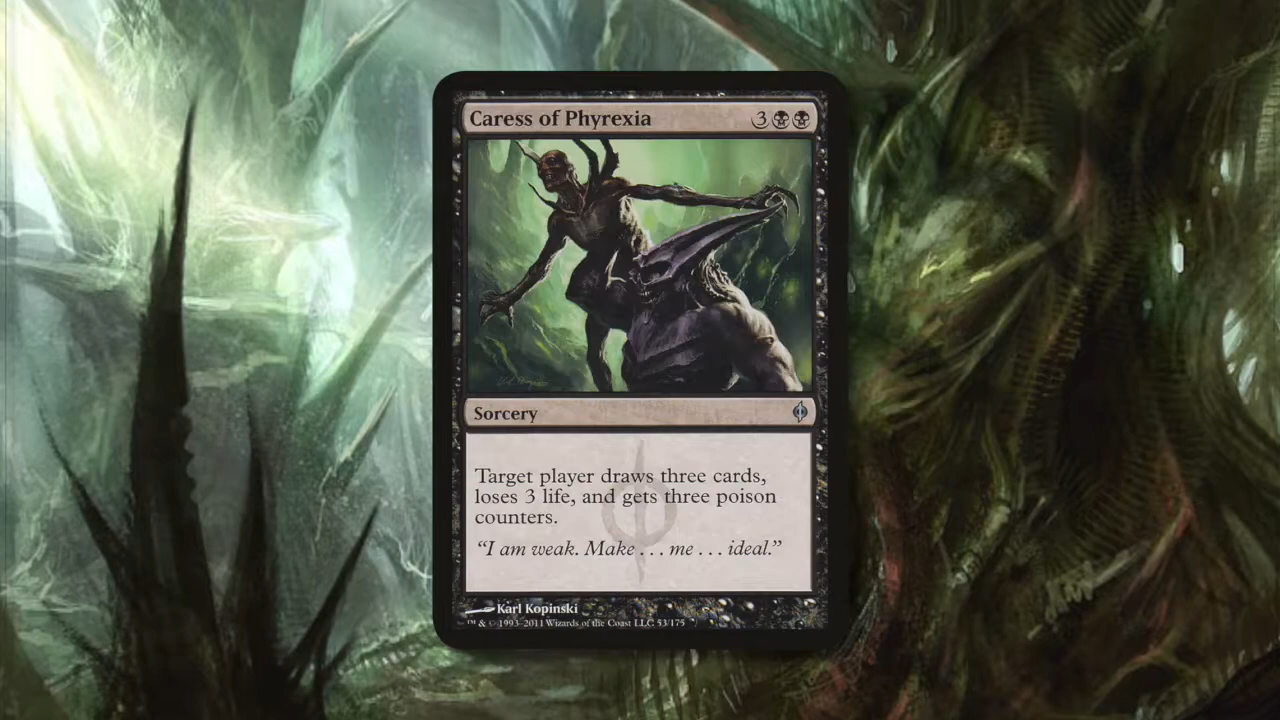 Caress of Phyrexia 3
Sorcery
Target player draws three cards,
loses 3 life, and gets three poison
counters.
“I am weak. Make . . . me . . . ideal.”
Karl Kopinski
™ & © 1993–2011 Wizards of the Coast LLC 53/175